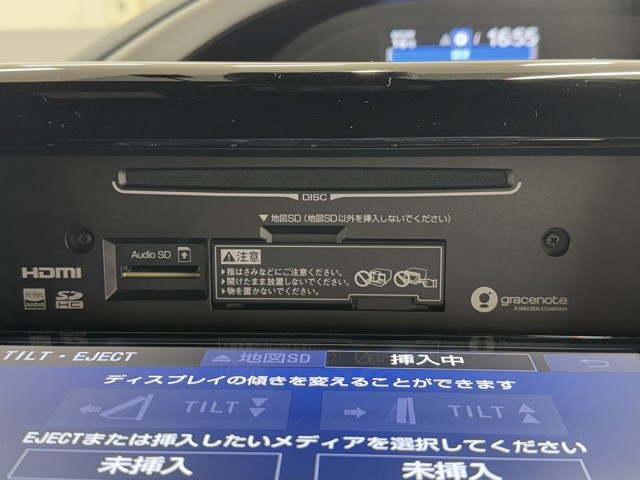 16:55
DISC
▼地図SD(地図SD以外を挿入しないでください)
Audio SD
⚠注意
▶指はさみなどにご注意ください。
▶開けたまま放置しないでください。
▶物を置かないでください。
HDMI
Hi-Res
AUDIO
SD
HC
gracenote.
A NIELSEN COMPANY
TILT・EJECT
▲地図SD
挿入中
ディスプレイの傾きを変えることができます
TILT
TILT
EJECTまたは挿入したいメディアを選択してください
未挿入
未挿入